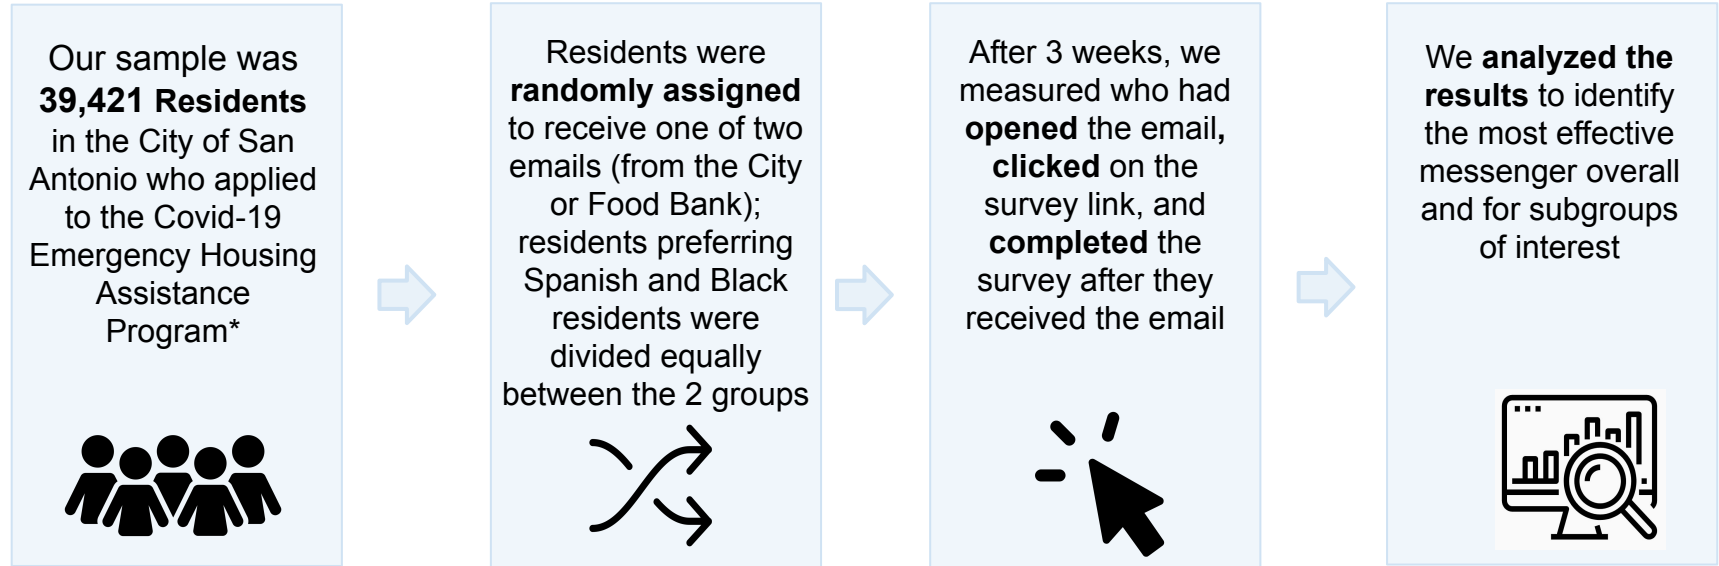 Our sample was
39,421 Residents
in the City of San
Antonio who applied
to the Covid-19
Emergency Housing
Assistance
Program*
Residents were
randomly assigned
to receive one of two
emails (from the City
or Food Bank);
residents preferring
Spanish and Black
residents were
divided equally
between the 2 groups
After 3 weeks, we
measured who had
opened the email,
clicked on the
survey link, and
completed the
survey after they
received the email
We analyzed the
results to identify
the most effective
messenger overall
and for subgroups
of interest